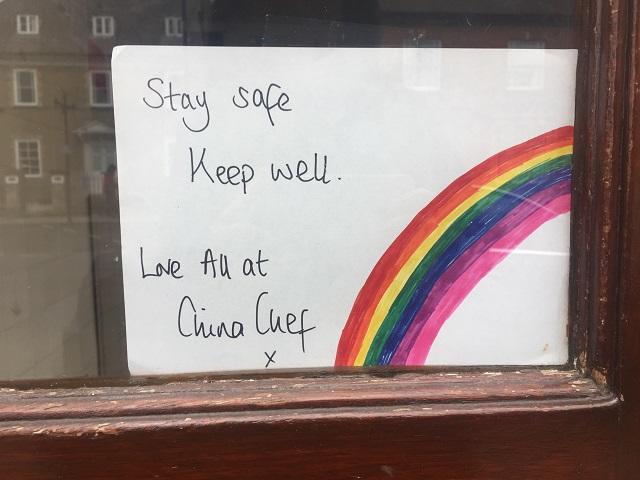 Stay safe
Keep well.
Love All at
China Chef
x